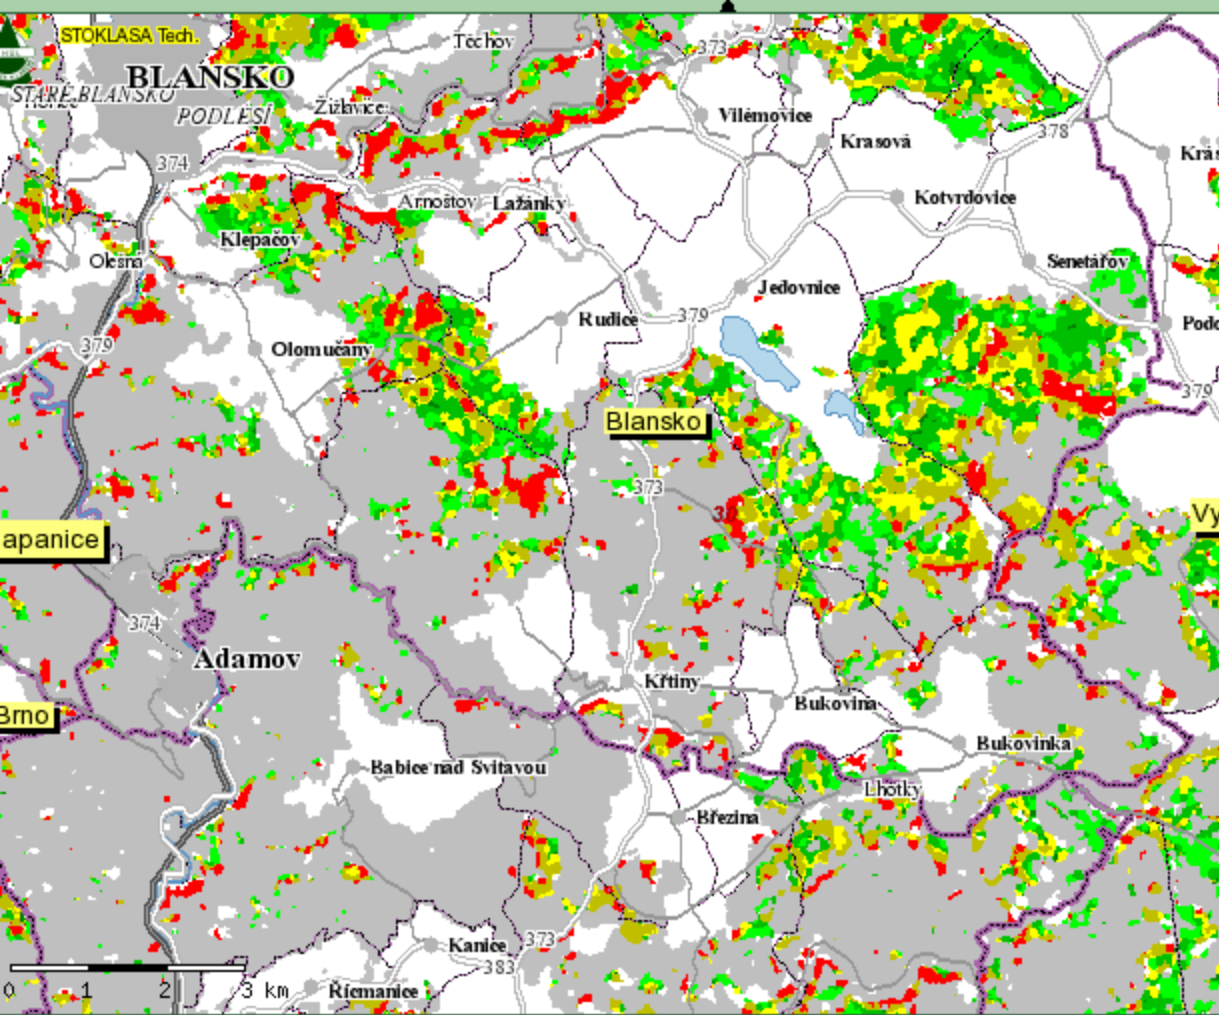 STOKLASA Tech.
Těchov
373
BLANSKO
STARÉ BLANSKO
PODLESÍ
Žižlavice
Vilémovice
Krasová
378
374
Krás
Arnoštov
Lažánky
Kotvrdovice
Klepačov
Olešná
Senetářov
Jedovnice
Rudice
379
Podo
379
Olomučany
379
Blansko
373
30
Vy
apanice
374
Adamov
Křtiny
Bukovina
Brno
Bukovinka
Babice nad Svitavou
Lhotky
Březina
Kanice
373
383
0 1 2 3 km
Řícmanice